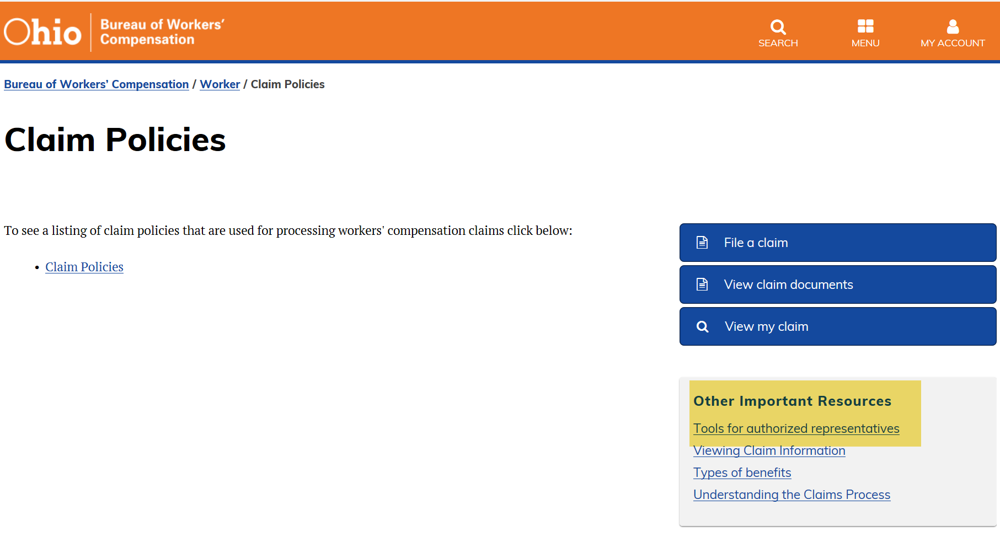 Ohio
Bureau of Workers’
Compensation
SEARCH
MENU
MY ACCOUNT
Bureau of Workers’ Compensation / Worker / Claim Policies
Claim Policies
To see a listing of claim policies that are used for processing workers' compensation claims click below:
• Claim Policies
File a claim
View claim documents
View my claim
Other Important Resources
Tools for authorized representatives
Viewing Claim Information
Types of benefits
Understanding the Claims Process